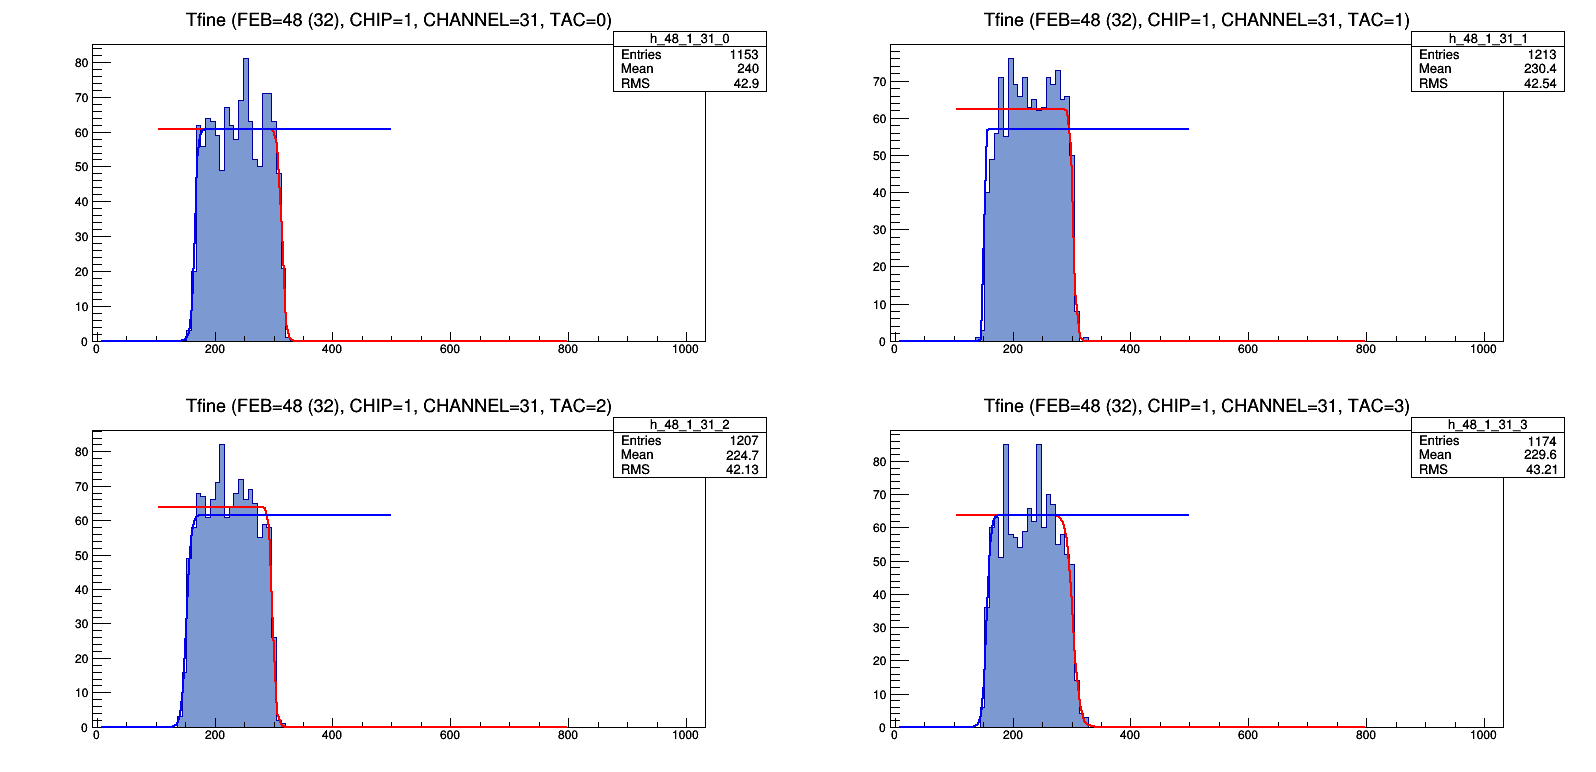 Tfine (FEB=48 (32), CHIP=1, CHANNEL=31, TAC=0)
h_48_1_31_0
Entries 1153
Mean 240
RMS 42.9
80
70
60
50
40
30
20
10
0
0 200 400 600 800 1000
Tfine (FEB=48 (32), CHIP=1, CHANNEL=31, TAC=1)
h_48_1_31_1
Entries 1213
Mean 230.4
RMS 42.54
70
60
50
40
30
20
10
0
0 200 400 600 800 1000
Tfine (FEB=48 (32), CHIP=1, CHANNEL=31, TAC=2)
h_48_1_31_2
Entries 1207
Mean 224.7
RMS 42.13
80
70
60
50
40
30
20
10
0
0 200 400 600 800 1000
Tfine (FEB=48 (32), CHIP=1, CHANNEL=31, TAC=3)
h_48_1_31_3
Entries 1174
Mean 229.6
RMS 43.21
80
70
60
50
40
30
20
10
0
0 200 400 600 800 1000